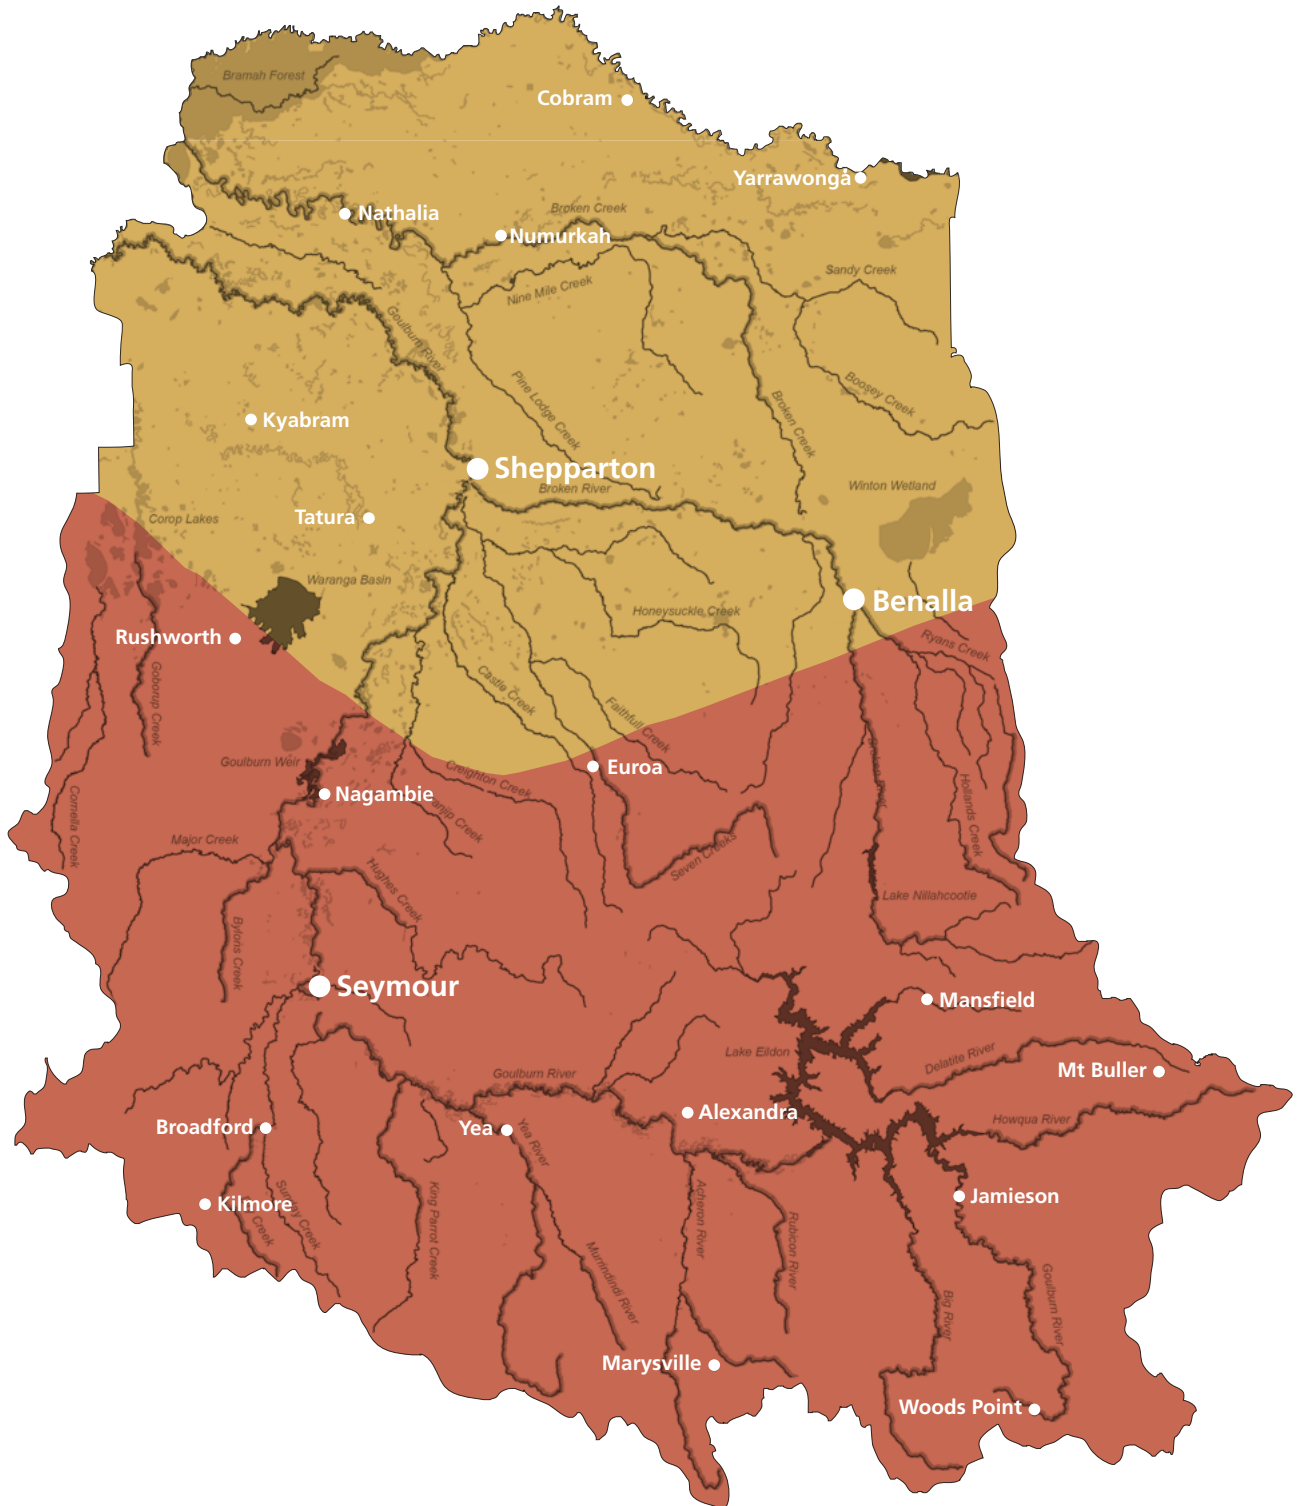 Bramah Forest
Cobram
Yarrawonga
Nathalia
Broken Creek
Numurkah
Sandy Creek
Nine Mile Creek
Goulburn River
Pine Lodge Creek
Boosey Creek
Broken Creek
Kyabram
Shepparton
Broken River
Winton Wetland
Corop Lakes
Tatura
Waranga Basin
Honeysuckle Creek
Benalla
Rushworth
Ryans Creek
Goborup Creek
Castle Creek
Faithfull Creek
Goulburn Weir
Creighton Creek
Euroa
Broken River
Nagambie
Hollands Creek
Cornella Creek
Major Creek
Seven Creeks
Hughes Creek
Lake Nillahcootie
Bylons Creek
Seymour
Mansfield
Lake Eildon
Delatite River
Goulburn River
Mt Buller
Alexandra
Howqua River
Broadford
Yea
Yea River
Kilmore
Creek
King Parrot Creek
Acheron River
Rubicon River
Jamieson
Murrindindi River
Big River
Goulburn River
Marysville
Woods Point